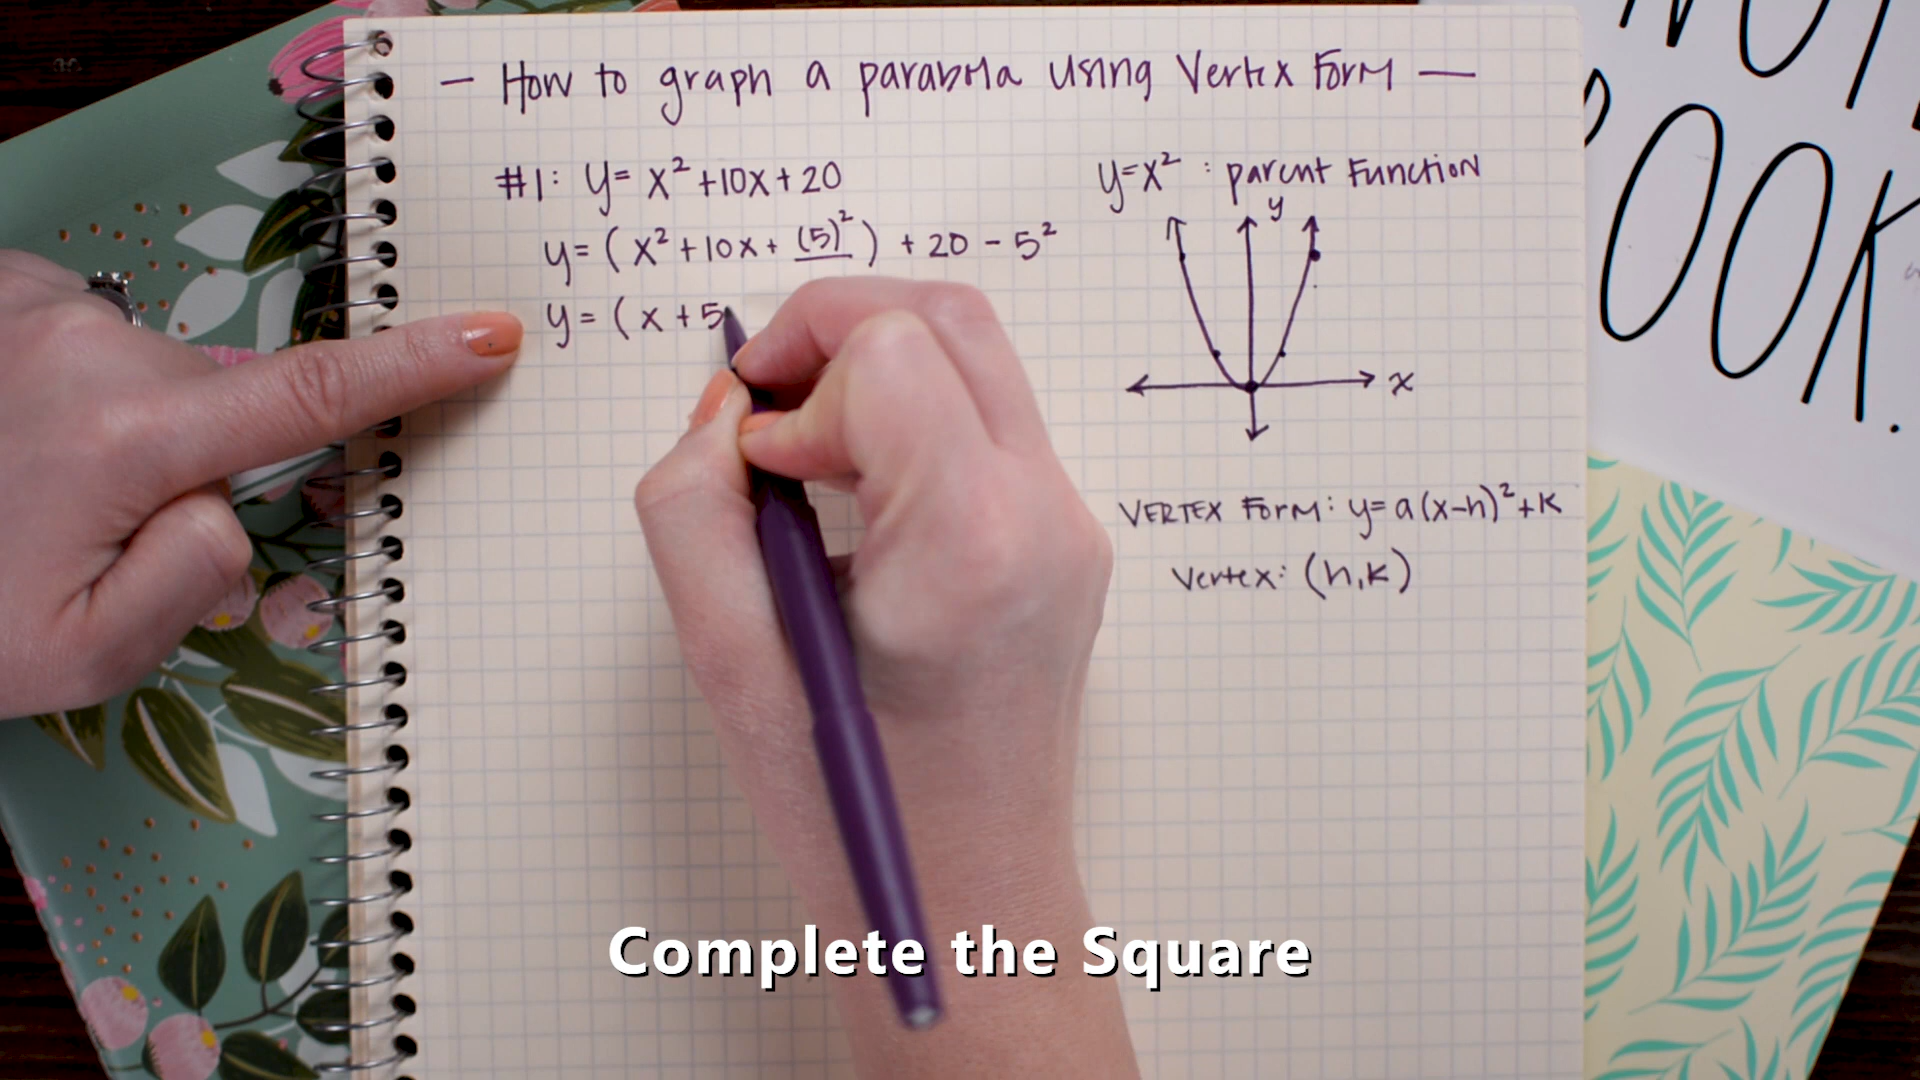 — How to graph a parabola using Vertex Form —
#1: y = x² + 10x + 20
y = (x² + 10x + (5)²) + 20 - 5²
y = (x + 5
y=x² : parent Function
y
x
VERTEX Form: y= a(x-h)²+k
Vertex: (h,k)
OOK.
Complete the Square